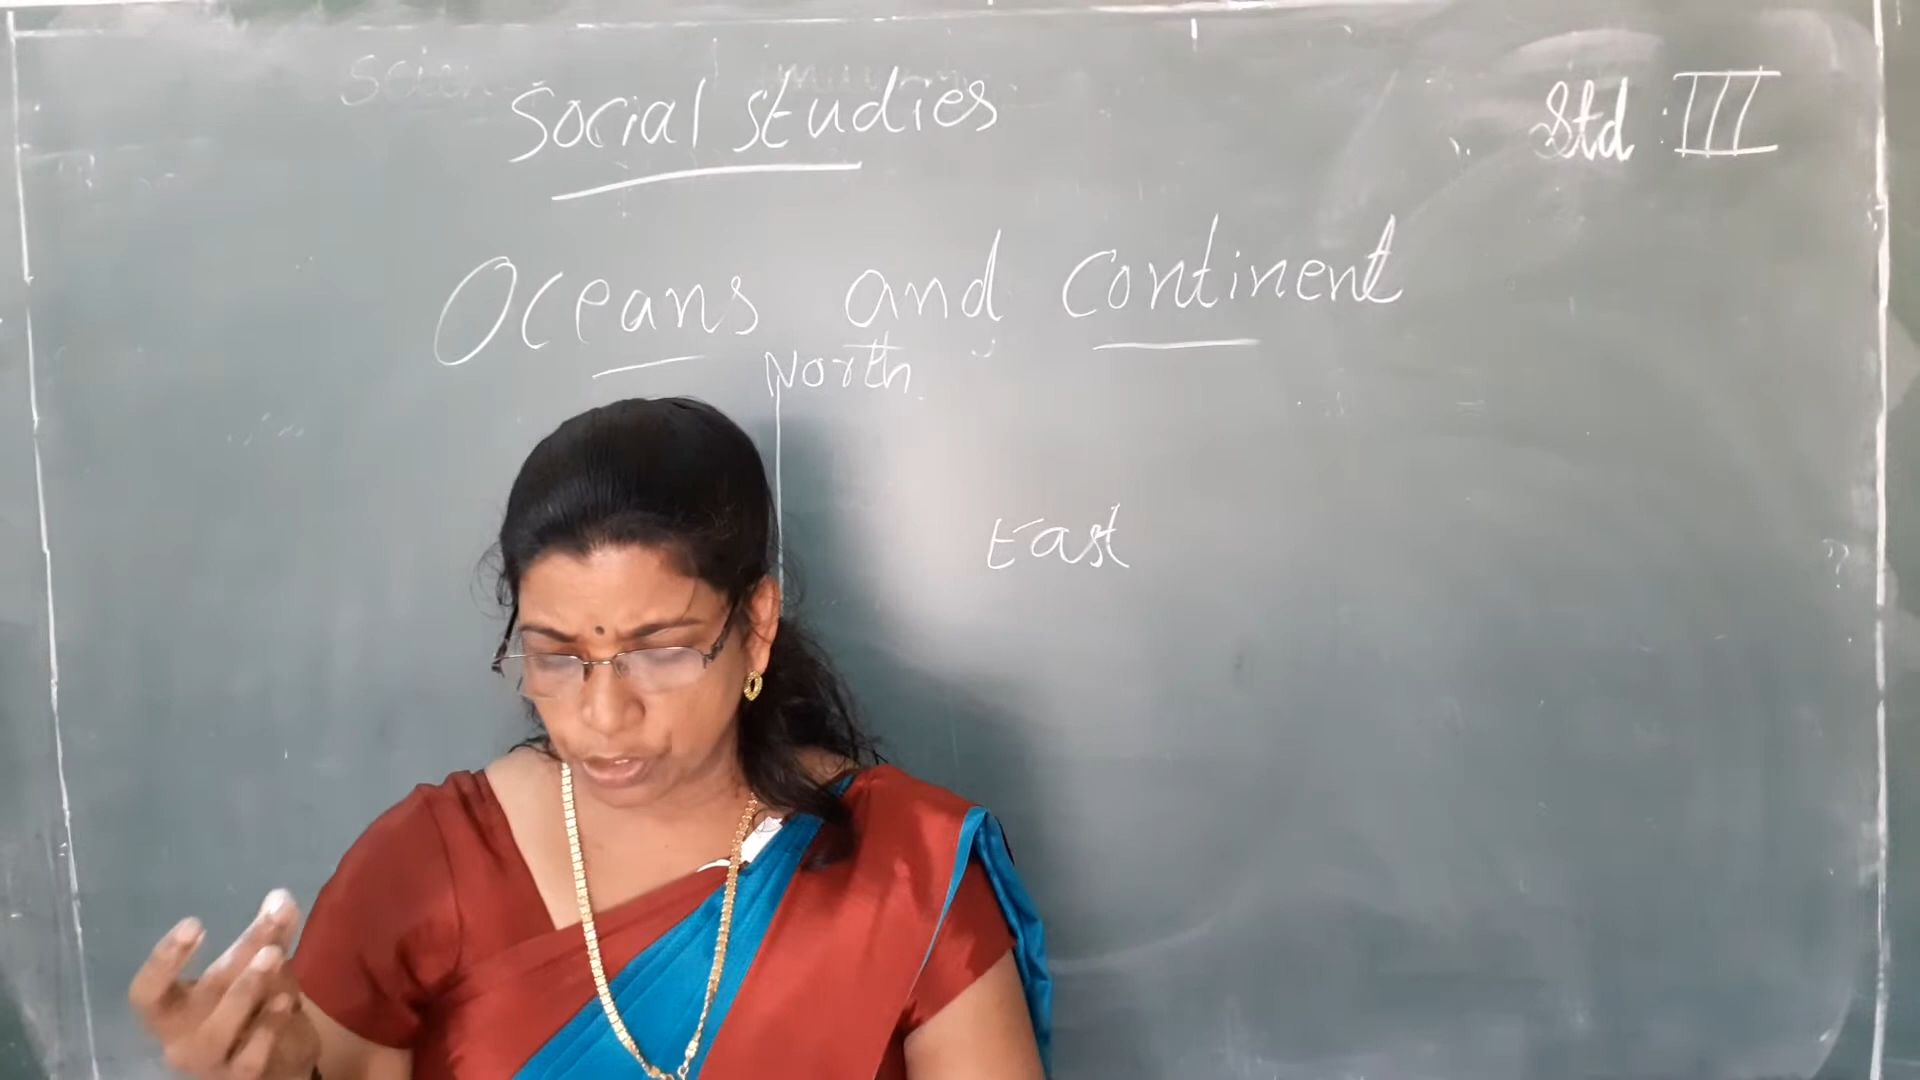 Social studies
Std : III
Oceans and continent
North
East